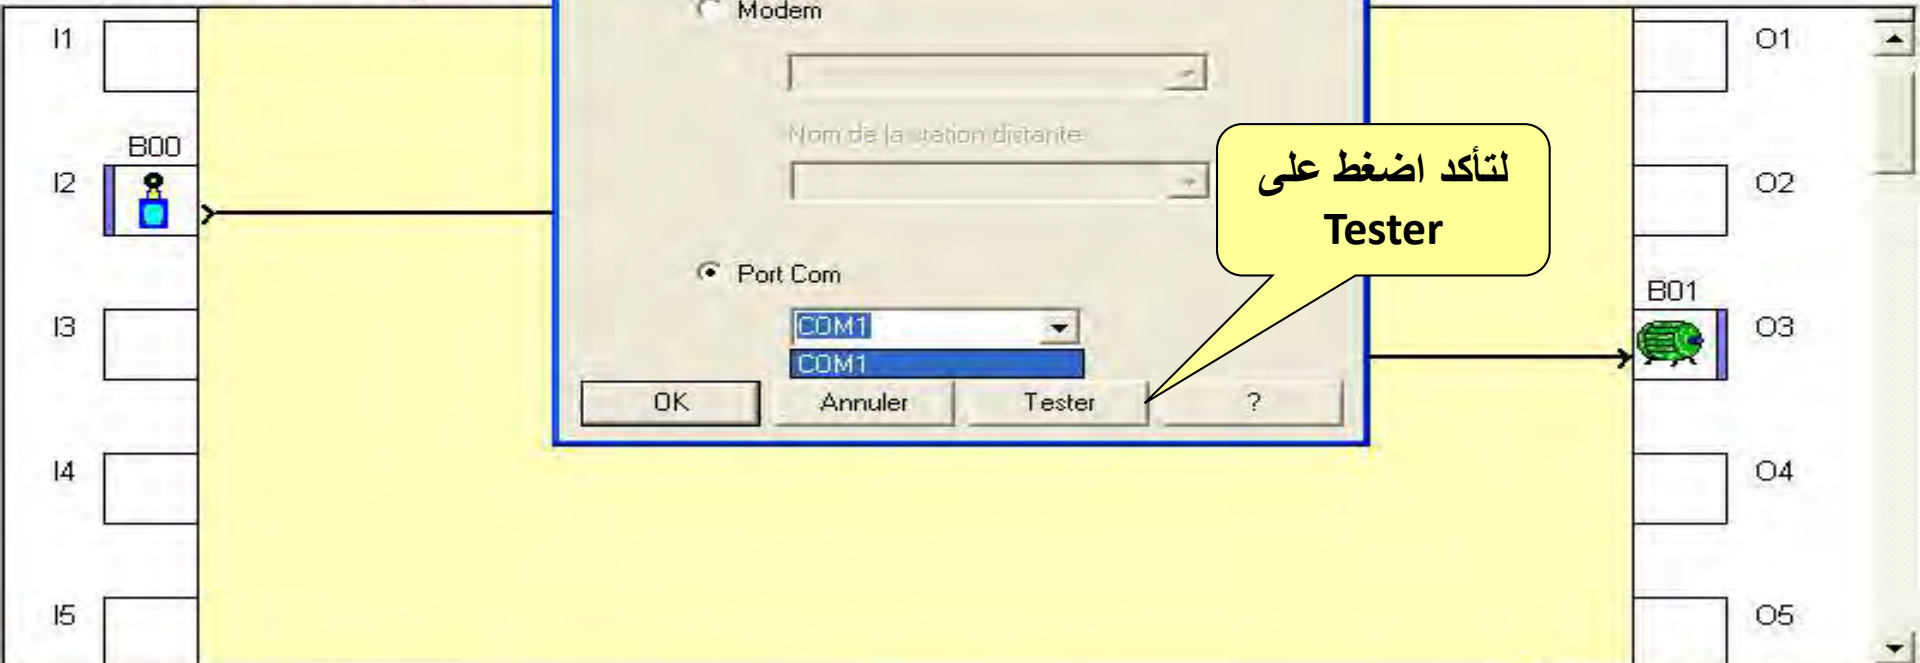 Modem
I1
O1
Nom de la station distante
لتأكد اضغط على
Tester
B00
I2
O2
Port Com
B01
I3
COM1
O3
COM1
OK
Annuler
Tester
?
I4
O4
I5
O5